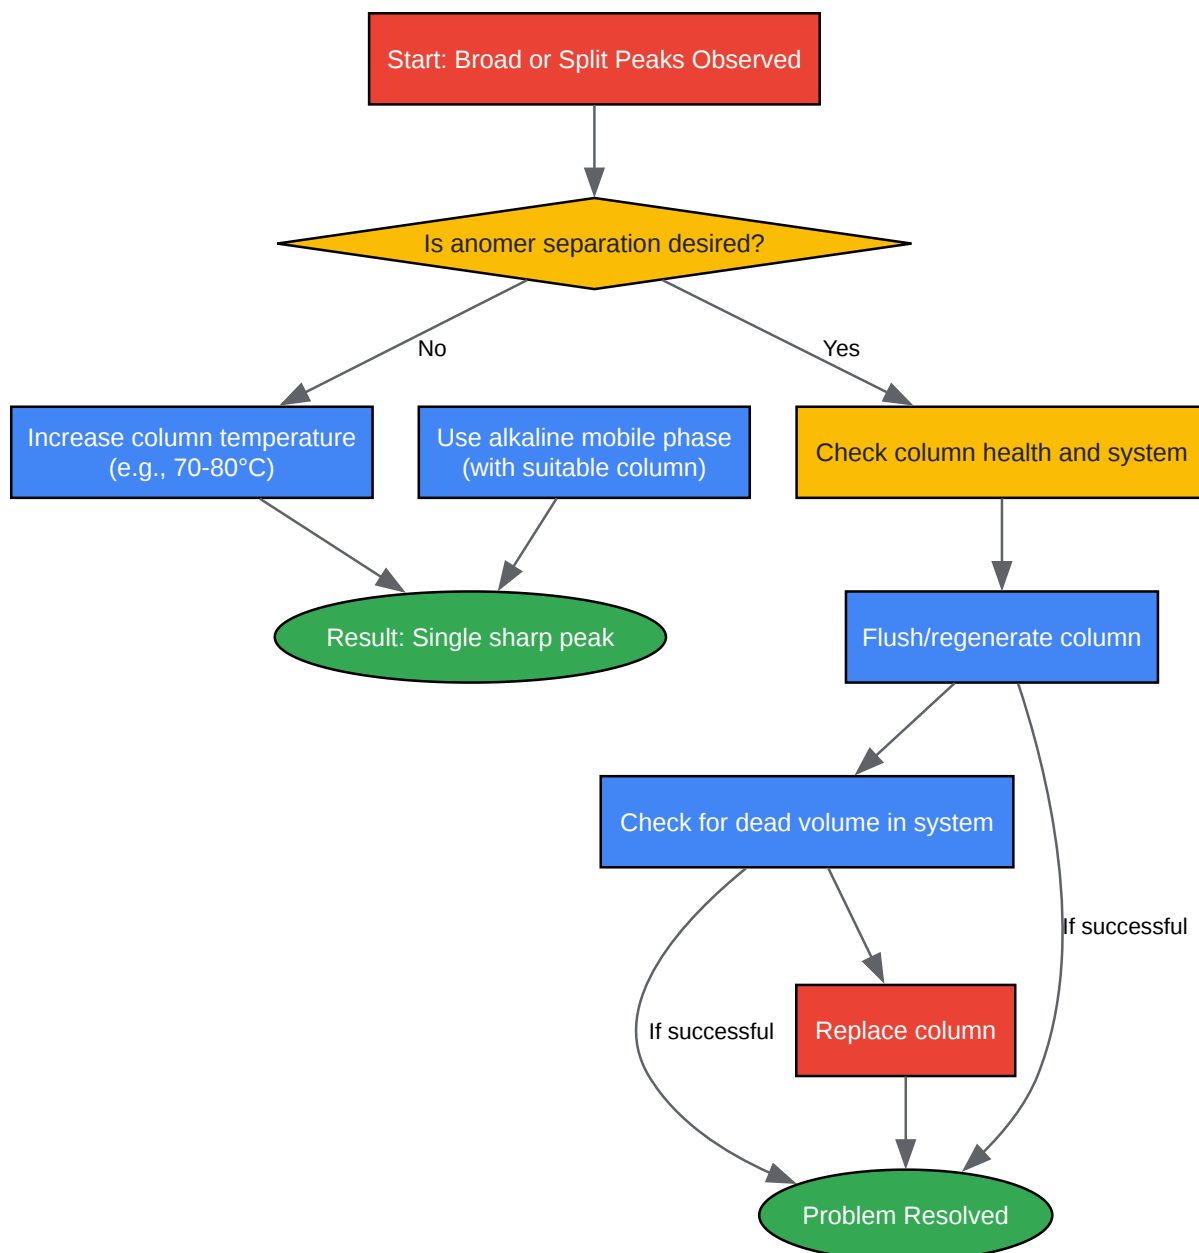 Start: Broad or Split Peaks Observed
Is anomer separation desired?
No
Yes
Increase column temperature
(e.g., 70-80°C)
Use alkaline mobile phase
(with suitable column)
Check column health and system
Result: Single sharp peak
Flush/regenerate column
Check for dead volume in system
If successful
If successful
Replace column
Problem Resolved